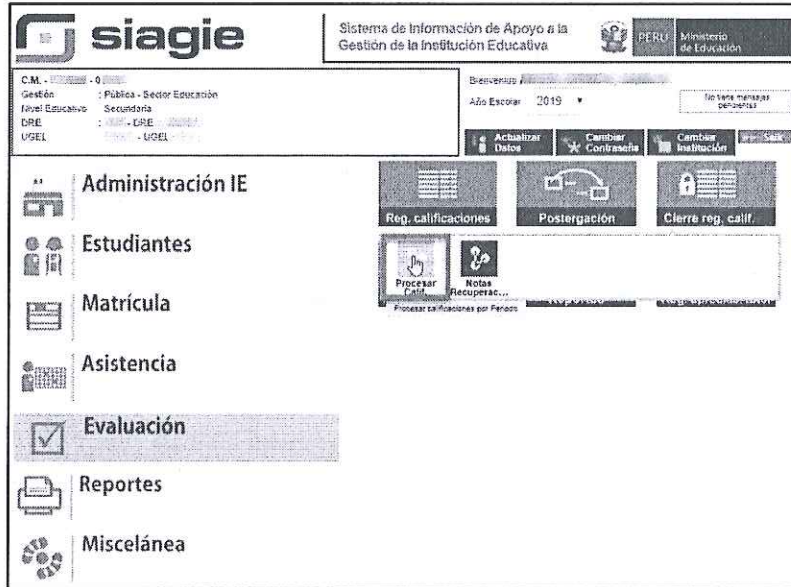 siagie
Sistema de Información de Apoyo a la
Gestión de la Institución Educativa
PERÚ
Ministerio
de Educación
C.M. - - 0
Gestión : Pública - Sector Educación
Nivel Educativo Secundaria
DRE : - DRE
UGEL - UGEL
Bienvenido
Año Escolar 2019
No tiene mensajes
pendientes
Actualizar
Datos
Cambiar
Contraseña
Cambiar
Institución
Salir
Administración IE
Estudiantes
Matrícula
Asistencia
Evaluación
Reportes
Miscelánea
Reg. calificaciones
Postergación
Cierre reg. calif.
Procesar
Calif.
Notas
Recuperac...
Procesar calificaciones por Periodo